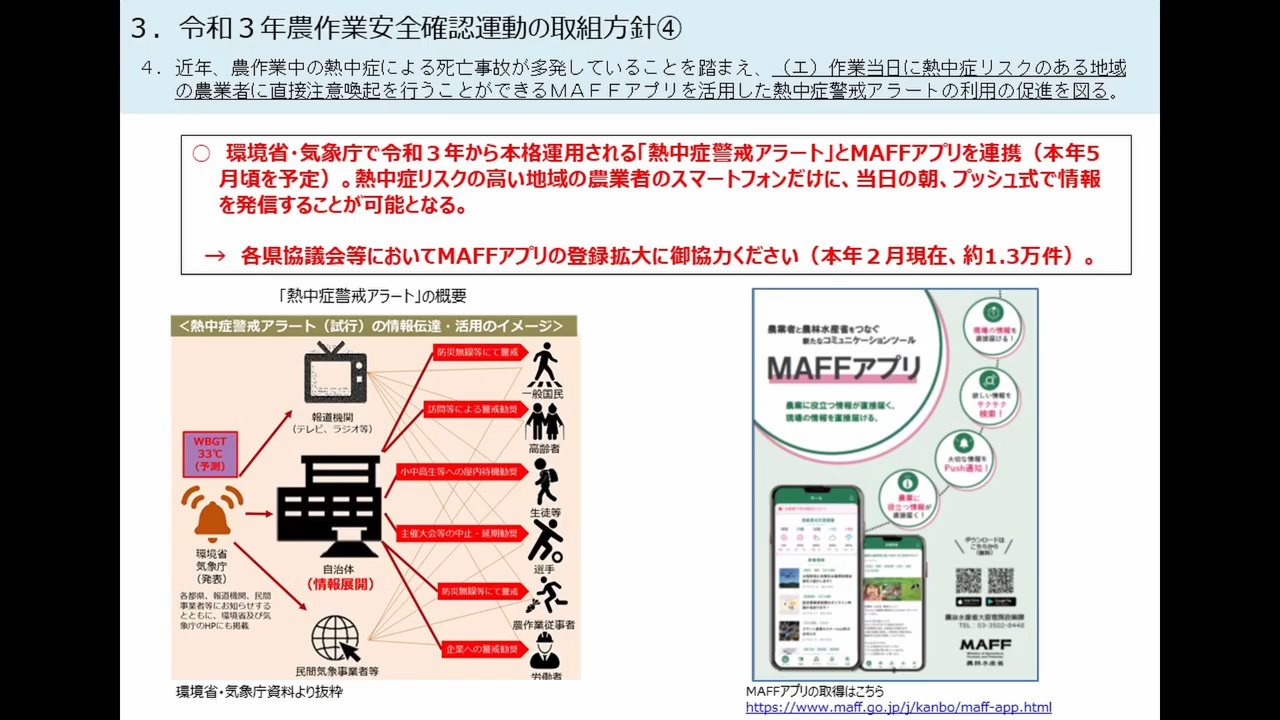 ３．令和３年農作業安全確認運動の取組方針④
４．近年、農作業中の熱中症による死亡事故が多発していることを踏まえ、（エ）作業当日に熱中症リスクのある地域
の農業者に直接注意喚起を行うことができるＭＡＦＦアプリを活用した熱中症警戒アラートの利用の促進を図る。
○ 環境省・気象庁で令和３年から本格運用される「熱中症警戒アラート」とMAFFアプリを連携（本年5
月頃を予定）。熱中症リスクの高い地域の農業者のスマートフォンだけに、当日の朝、プッシュ式で情報
を発信することが可能となる。
→ 各県協議会等においてMAFFアプリの登録拡大に御協力ください（本年２月現在、約1.3万件）。
「熱中症警戒アラート」の概要
＜熱中症警戒アラート（試行）の情報伝達・活用のイメージ＞
WBGT
33℃
（予測）
環境省
気象庁
（発表）
各都県、報道機関、民間
事業者等にお知らせする
とともに、環境省及び気
象庁のHPにも掲載
報道機関
（テレビ、ラジオ等）
自治体
（情報展開）
民間気象事業者等
防災無線等にて警戒
一般国民
訪問等による警戒勧奨
高齢者
小中高生等への屋内待機勧奨
生徒等
主催大会等の中止・延期勧奨
選手
防災無線等にて警戒
農作業従事者
企業への警戒勧奨
労働者
環境省・気象庁資料より抜粋
農業者と農林水産省をつなぐ
新たなコミュニケーションツール
MAFFアプリ
農業に役立つ情報が直接届く、
現場の情報を直接届ける。
現場の情報を
直接届ける！
欲しい情報を
サクサク
検索！
大切な情報を
Push通知！
農業に
役立つ情報が
直接届く！
ダウンロードは
こちらから
（無料）
MAFF
農林水産省
MAFFアプリの取得はこちら
https://www.maff.go.jp/j/kanbo/maff-app.html